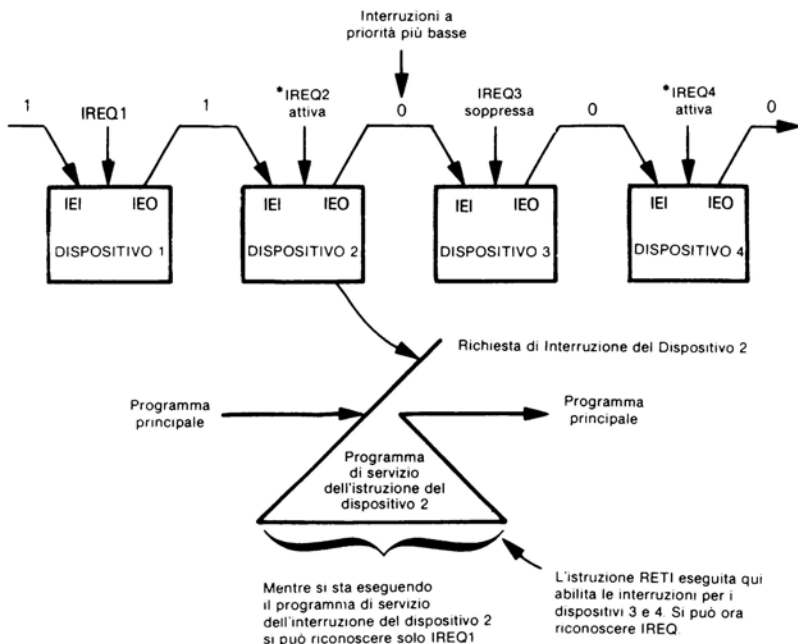 Interruzioni a
priorità più basse
1
IREQ1
1
*IREQ2
attiva
0
IREQ3
soppressa
0
*IREQ4
attiva
0
IEI IEO
DISPOSITIVO 1
IEI IEO
DISPOSITIVO 2
IEI IEO
DISPOSITIVO 3
IEI IEO
DISPOSITIVO 4
Richiesta di Interruzione del Dispositivo 2
Programma
principale
Programma
principale
Programma
di servizio
dell'istruzione del
dispositivo 2
Mentre si sta eseguendo
il programma di servizio
dell'interruzione del dispositivo 2
si può riconoscere solo IREQ1
L'istruzione RETI eseguita qui
abilita le interruzioni per i
dispositivi 3 e 4. Si può ora
riconoscere IREQ.